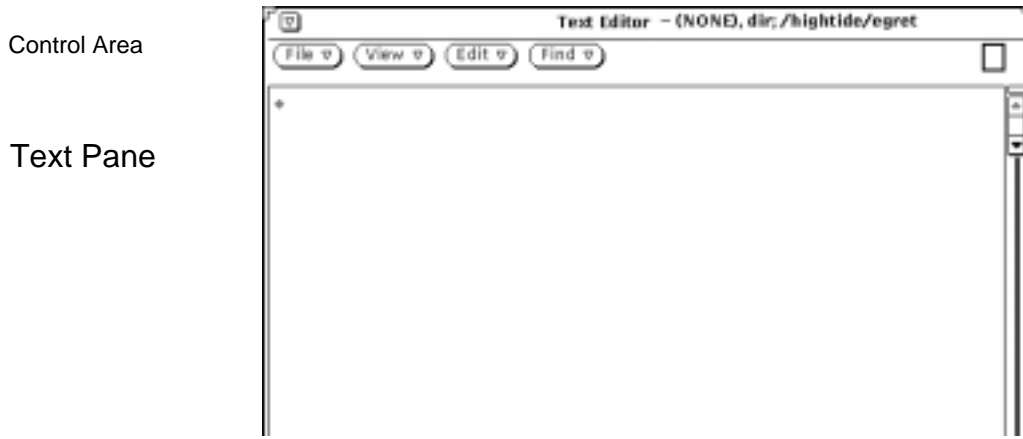 Text Editor - (NONE), dir; /hightide/egret
Control Area
File View Edit Find
Text Pane